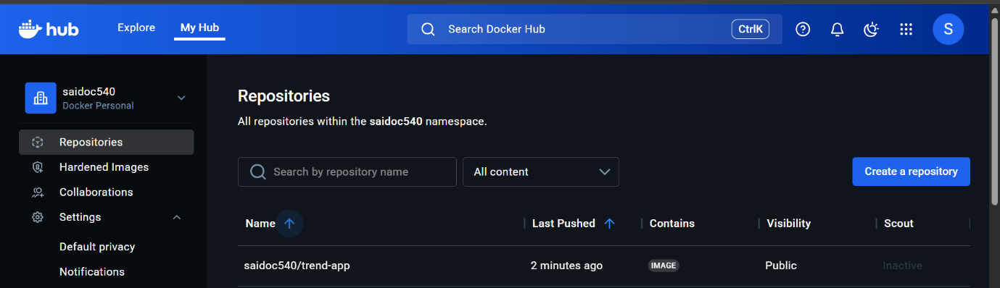 hub Explore My Hub Search Docker Hub CtrlK S
saidoc540
Docker Personal
Repositories
Hardened Images
Collaborations
Settings
Default privacy
Notifications
Repositories
All repositories within the saidoc540 namespace.
Search by repository name All content Create a repository
Name Last Pushed Contains Visibility Scout
saidoc540/trend-app 2 minutes ago IMAGE Public Inactive